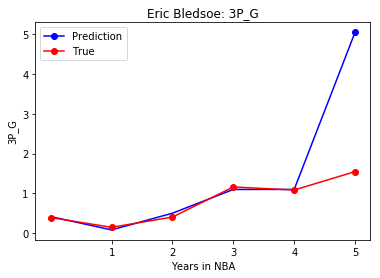 Eric Bledsoe: 3P_G
Prediction
True
5
4
3
2
1
0
3P_G
1 2 3 4 5
Years in NBA